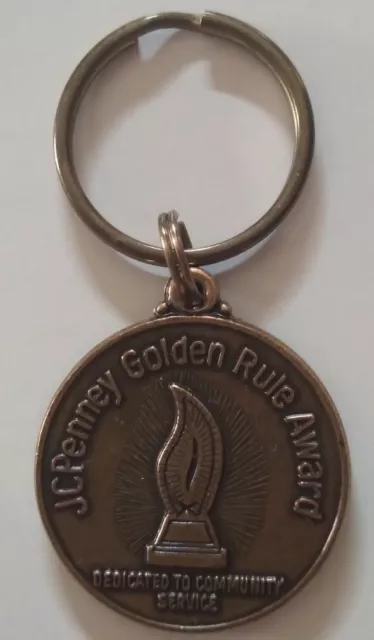 JCPenney Golden Rule Award
DEDICATED TO COMMUNITY
SERVICE